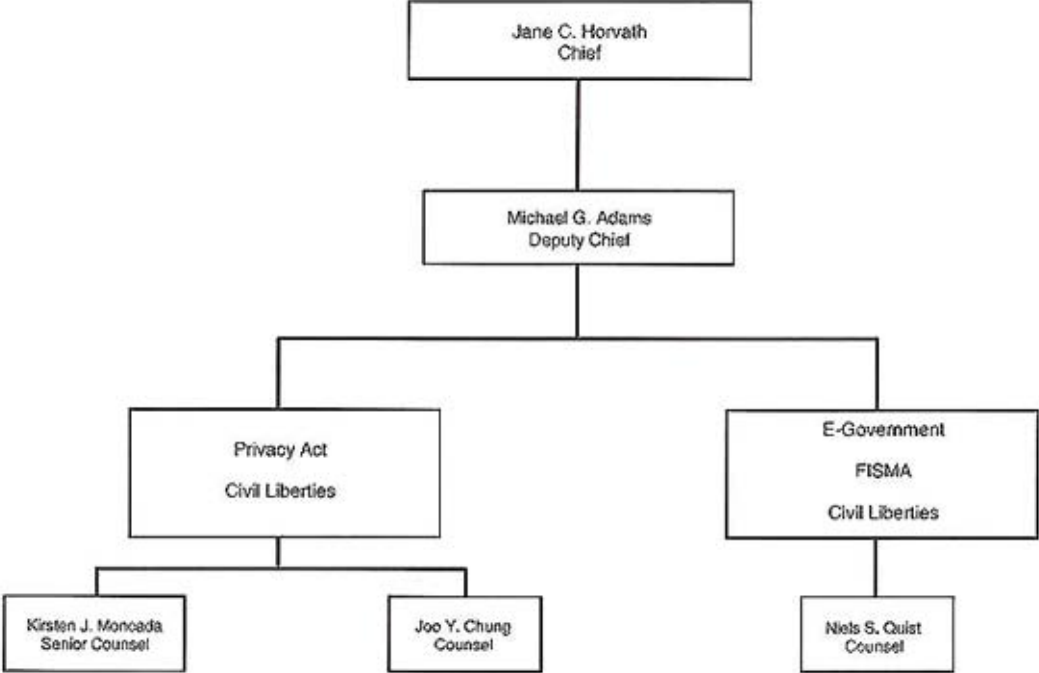 Jane C. Horvath
Chief
Michael G. Adams
Deputy Chief
Privacy Act
Civil Liberties
E-Government
FISMA
Civil Liberties
Kirsten J. Moncada
Senior Counsel
Joo Y. Chung
Counsel
Niels S. Quist
Counsel